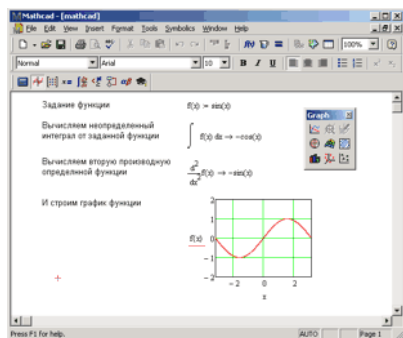 Mathcad - [mathcad]
File Edit View Insert Format Tools Symbolics Window Help
100%
Normal Arial 10 B I U
Задание функции f(x) := sin(x)
Graph
Вычисляем неопределенный
интеграл от заданной функции
∫ f(x) dx → -cos(x)
Вычисляем вторую производную
определнной функции
d²/dx² f(x) → -sin(x)
И строим график функции
2
1
f(x) 0
-1
-2
-2 0 2
x
Press F1 for help. AUTO Page 1